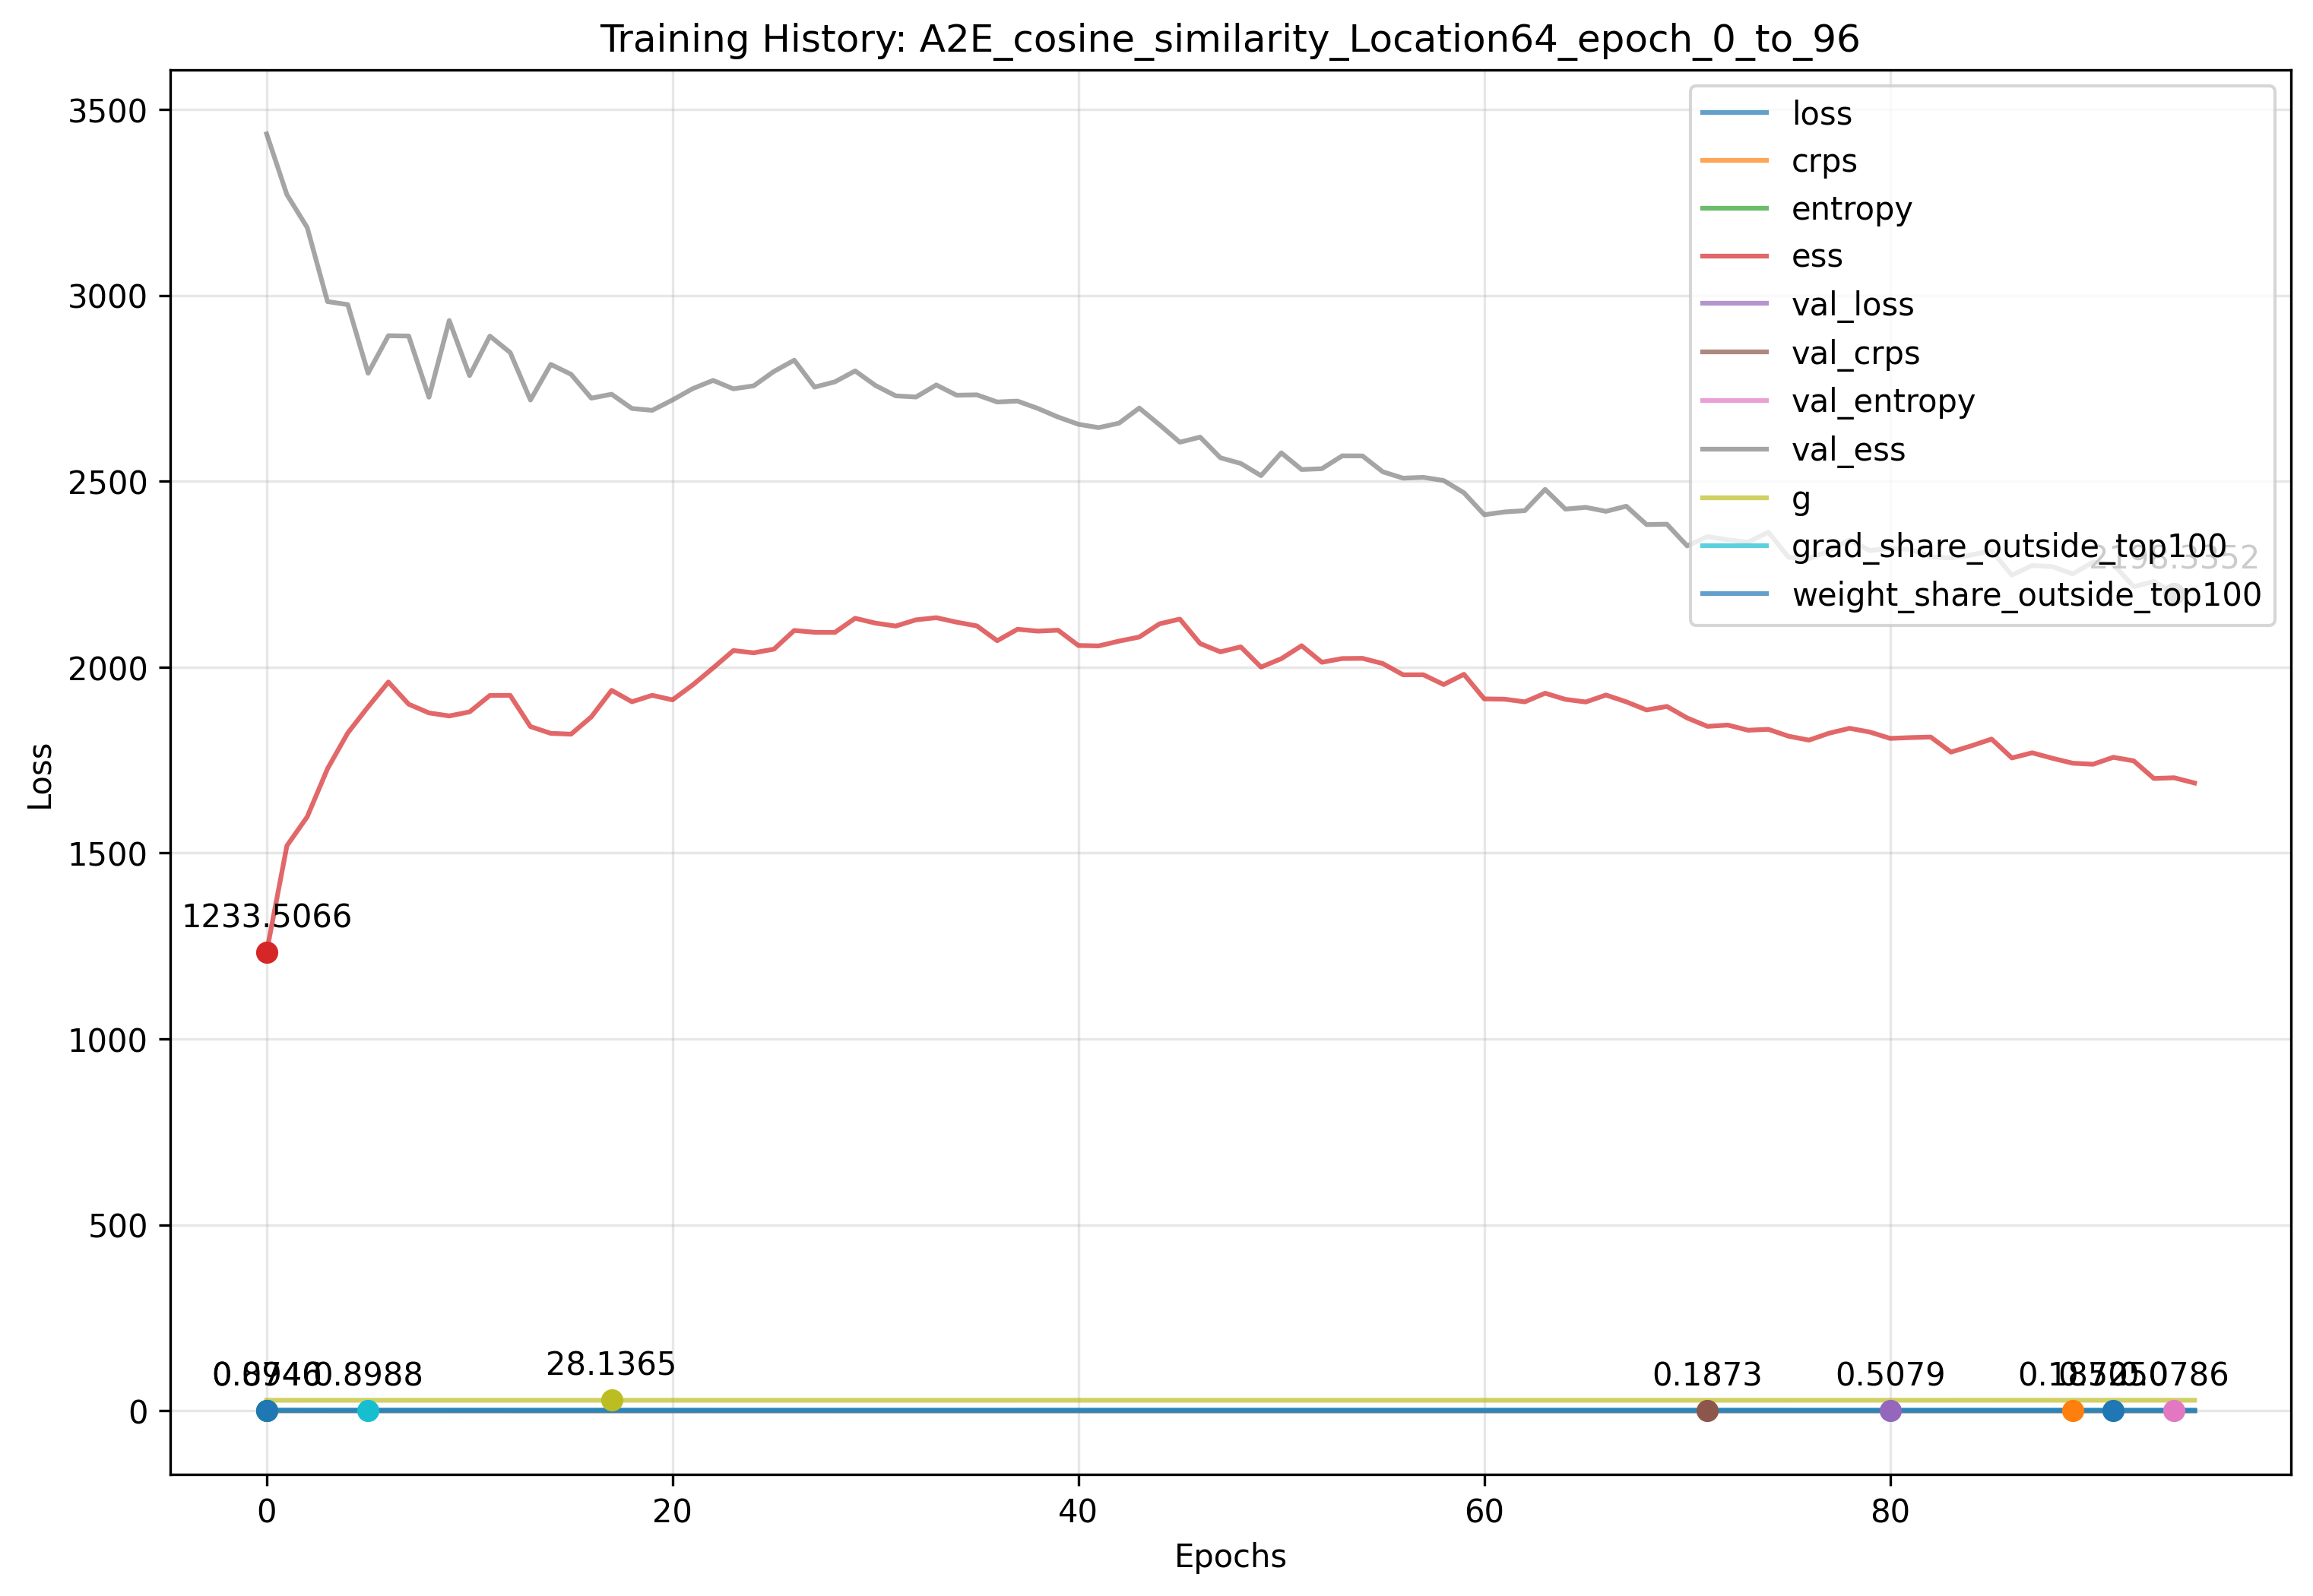 Training History: A2E_cosine_similarity_Location64_epoch_0_to_96
3500
3000
2500
2000
1500
1000
500
0
Loss
loss
crps
entropy
ess
val_loss
val_crps
val_entropy
val_ess
g
grad_share_outside_top100
weight_share_outside_top100
2198.3352
1233.5066
0.8988
28.1365
0.1873
0.5079
0 20 40 60 80
Epochs